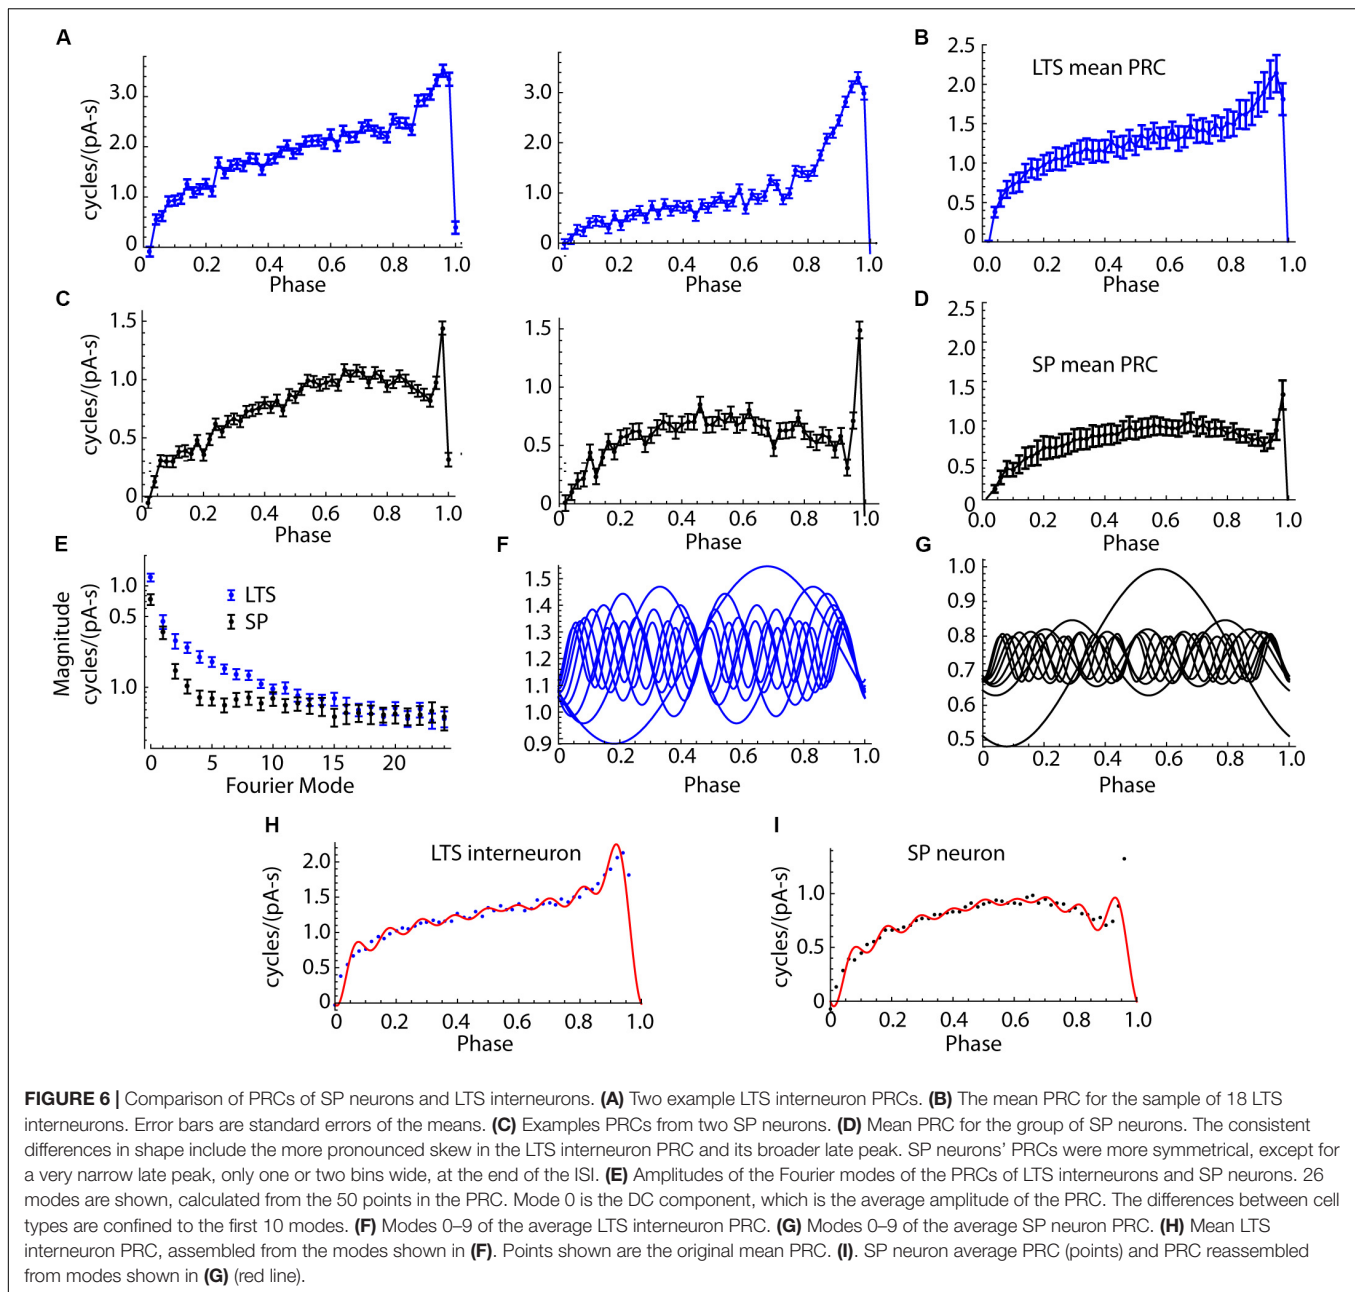 A
B
cycles/(pA-s)
3.0
2.0
1.0
0
0
0.2
0.4
0.6
0.8
1.0
Phase
3.0
2.0
1.0
0
0
0.2
0.4
0.6
0.8
1.0
Phase
LTS mean PRC
2.5
2.0
1.5
1.0
0.5
0
0.0
0.2
0.4
0.6
0.8
1.0
Phase
C
D
cycles/(pA-s)
1.5
1.0
0.5
0
0
0.2
0.4
0.6
0.8
1.0
Phase
1.5
1.0
0.5
0
0
0.2
0.4
0.6
0.8
1.0
Phase
SP mean PRC
2.5
2.0
1.5
1.0
0.5
0
0.0
0.2
0.4
0.6
0.8
1.0
Phase
E
F
G
Magnitude
cycles/(pA-s)
1.0
0.5
1.0
LTS
SP
0
5
10
15
20
Fourier Mode
1.5
1.4
1.3
1.2
1.1
1.0
0.9
0
0.2
0.4
0.6
0.8
1.0
Phase
1.0
0.9
0.8
0.7
0.6
0.5
0
0.2
0.4
0.6
0.8
1.0
Phase
H
I
LTS interneuron
cycles/(pA-s)
2.0
1.5
1.0
0.5
0
0
0.2
0.4
0.6
0.8
1.0
Phase
SP neuron
cycles/(pA-s)
1.0
0.5
0
0
0.2
0.4
0.6
0.8
1.0
Phase
FIGURE 6 | Comparison of PRCs of SP neurons and LTS interneurons. (A) Two example LTS interneuron PRCs. (B) The mean PRC for the sample of 18 LTS
interneurons. Error bars are standard errors of the means. (C) Examples PRCs from two SP neurons. (D) Mean PRC for the group of SP neurons. The consistent
differences in shape include the more pronounced skew in the LTS interneuron PRC and its broader late peak. SP neurons' PRCs were more symmetrical, except for
a very narrow late peak, only one or two bins wide, at the end of the ISI. (E) Amplitudes of the Fourier modes of the PRCs of LTS interneurons and SP neurons. 26
modes are shown, calculated from the 50 points in the PRC. Mode 0 is the DC component, which is the average amplitude of the PRC. The differences between cell
types are confined to the first 10 modes. (F) Modes 0–9 of the average LTS interneuron PRC. (G) Modes 0–9 of the average SP neuron PRC. (H) Mean LTS
interneuron PRC, assembled from the modes shown in (F). Points shown are the original mean PRC. (I). SP neuron average PRC (points) and PRC reassembled
from modes shown in (G) (red line).